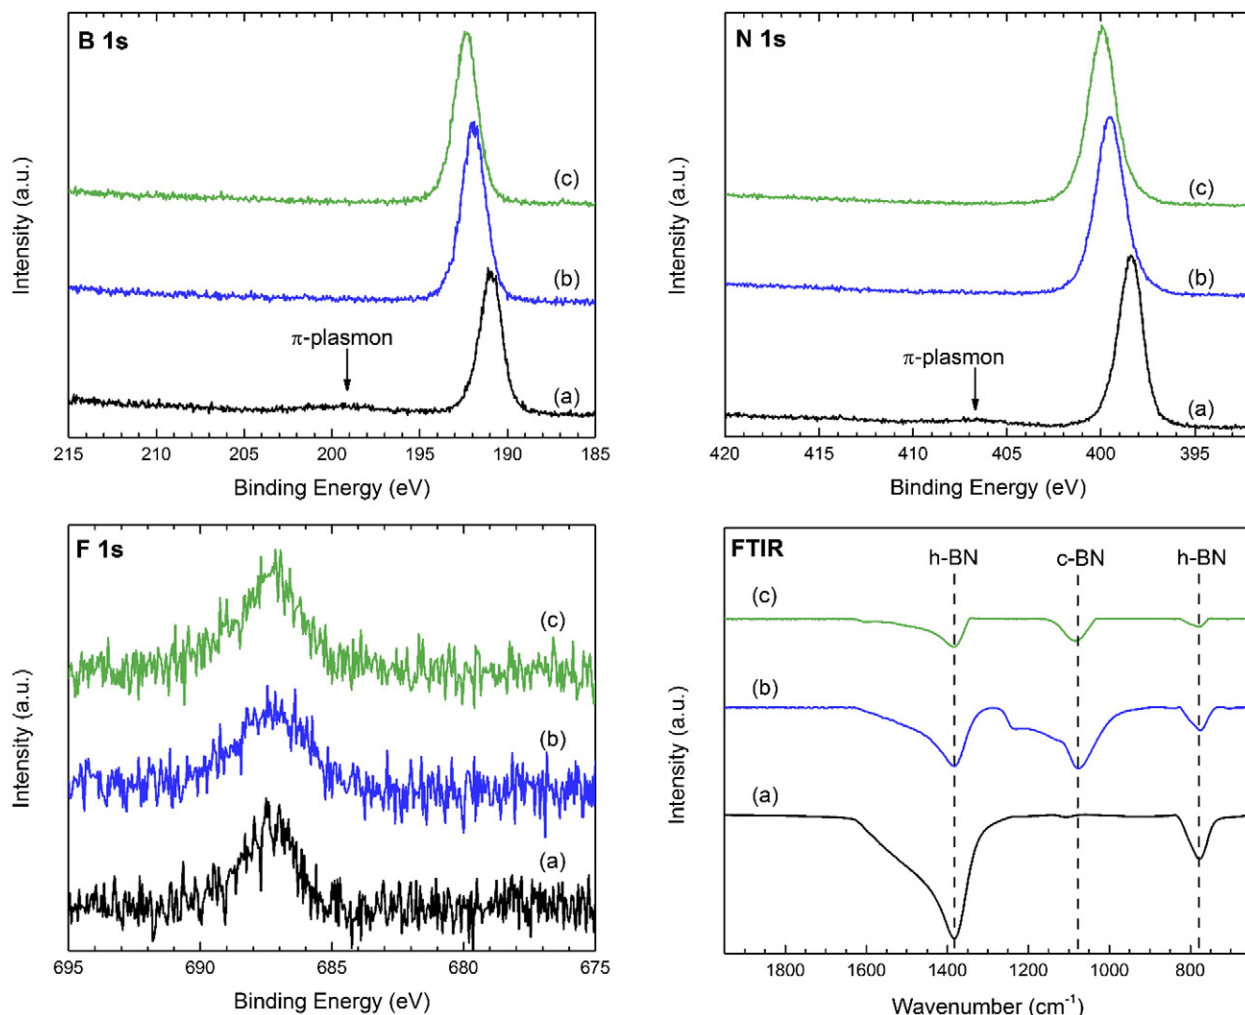 B 1s
(c)
(b)
π-plasmon
(a)
215 210 205 200 195 190 185
Binding Energy (eV)
Intensity (a.u.)
N 1s
(c)
(b)
π-plasmon
(a)
420 415 410 405 400 395
Binding Energy (eV)
Intensity (a.u.)
F 1s
(c)
(b)
(a)
695 690 685 680 675
Binding Energy (eV)
Intensity (a.u.)
FTIR
h-BN c-BN h-BN
(c)
(b)
(a)
1800 1600 1400 1200 1000 800
Wavenumber (cm⁻¹)
Intensity (a.u.)